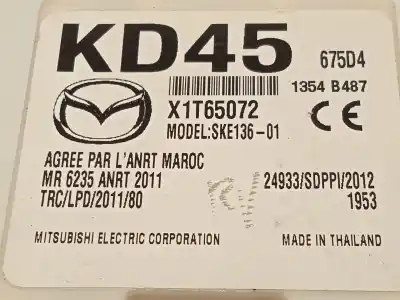 KD45 675D4
1354 B487
X1T65072
MODEL:SKE136-01
AGREE PAR L'ANRT MAROC
MR 6235 ANRT 2011 24933/SDPPI/2012
TRC/LPD/2011/80 1953
MITSUBISHI ELECTRIC CORPORATION MADE IN THAILAND